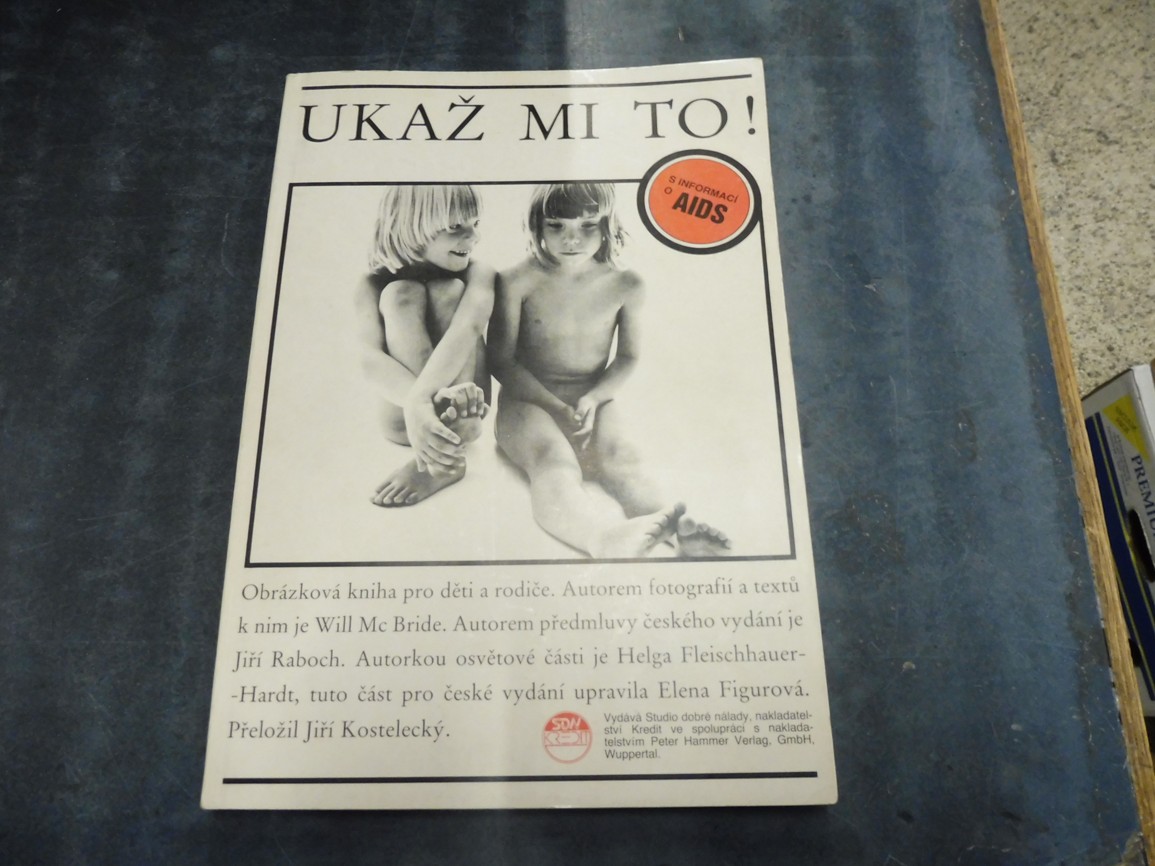 UKAŽ MI TO!
S INFORMACÍ
O AIDS
Obrázková kniha pro děti a rodiče. Autorem fotografií a textů
k nim je Will Mc Bride. Autorem předmluvy českého vydání je
Jiří Raboch. Autorkou osvětové části je Helga Fleischhauer-
-Hardt, tuto část pro české vydání upravila Elena Figurová.
Přeložil Jiří Kostelecký.
SDN
KREDIT
Vydává Studio dobré nálady, nakladatel-
ství Kredit ve spolupráci s naklada-
telstvím Peter Hammer Verlag, GmbH,
Wuppertal.